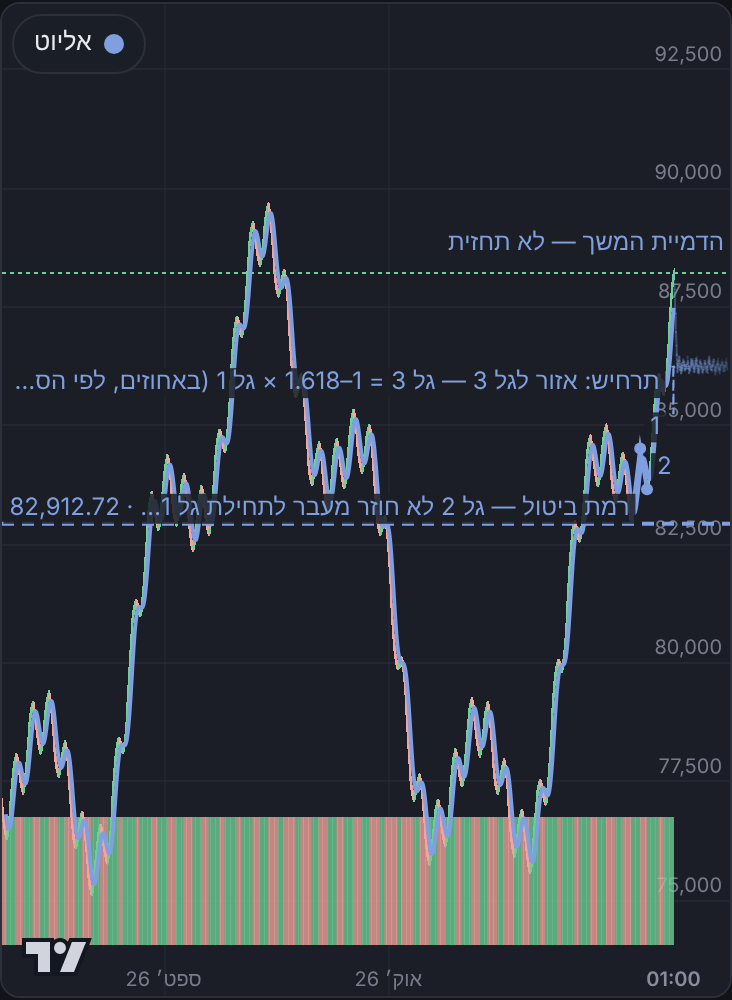 אליוט
92,500
90,000
הדמיית המשך — לא תחזית
87,500
תרחיש: אזור לגל 3 — גל 3 = 1–1.618 × גל 1 (באחוזים, לפי הס...
85,000
1
2
רמת ביטול — גל 2 לא חוזר מעבר לתחילת גל 1... · 82,912.72
82,500
80,000
77,500
75,000
ספט׳ 26
אוק׳ 26
01:00